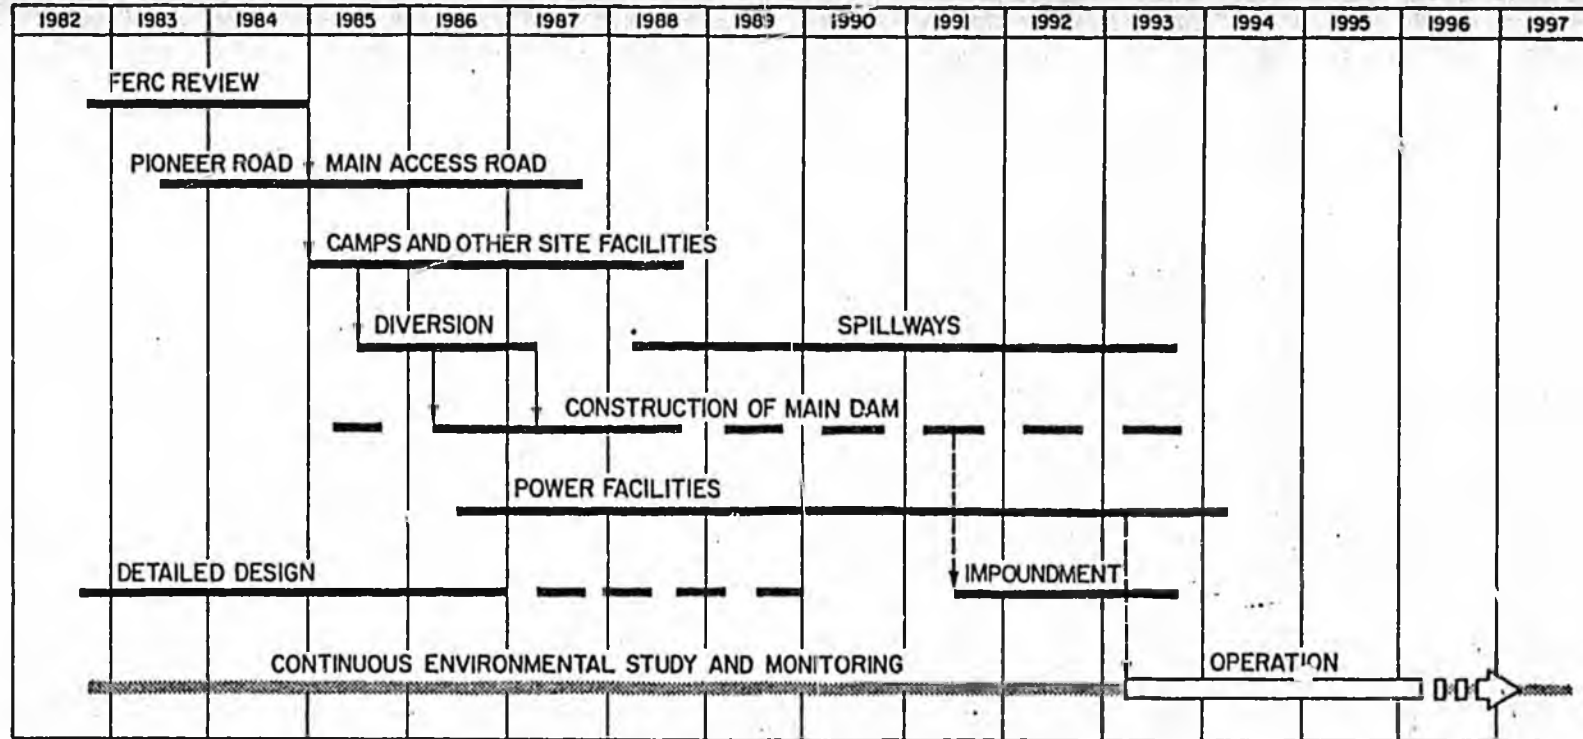 1982 1983 1984 1985 1986 1987 1988 1989 1990 1991 1992 1993 1994 1995 1996 1997
FERC REVIEW
PIONEER ROAD MAIN ACCESS ROAD
CAMPS AND OTHER SITE FACILITIES
DIVERSION SPILLWAYS
CONSTRUCTION OF MAIN DAM
POWER FACILITIES
DETAILED DESIGN IMPOUNDMENT
CONTINUOUS ENVIRONMENTAL STUDY AND MONITORING OPERATION